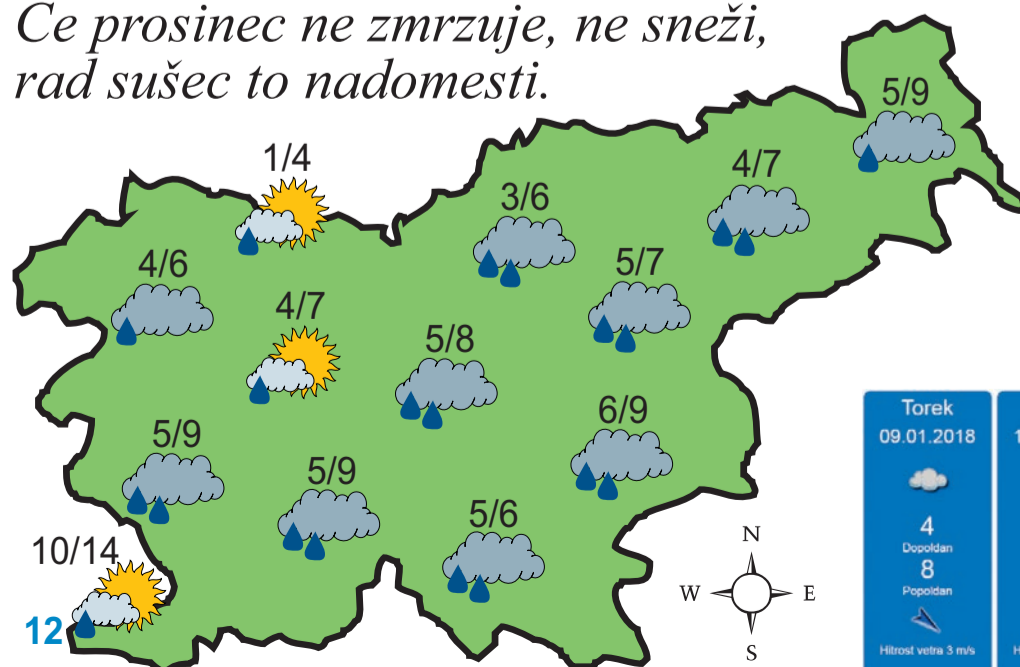 Če prosinec ne zmrzuje, ne sneži,
rad sušec to nadomesti.
5/9
1/4
4/7
3/6
4/6
5/7
4/7
5/8
6/9
5/9
5/9
5/6
10/14
12
N
W
E
S
Torek
09.01.2018
4
Dopoldan
8
Popoldan
Hitrost vetra 3 m/s
1
H